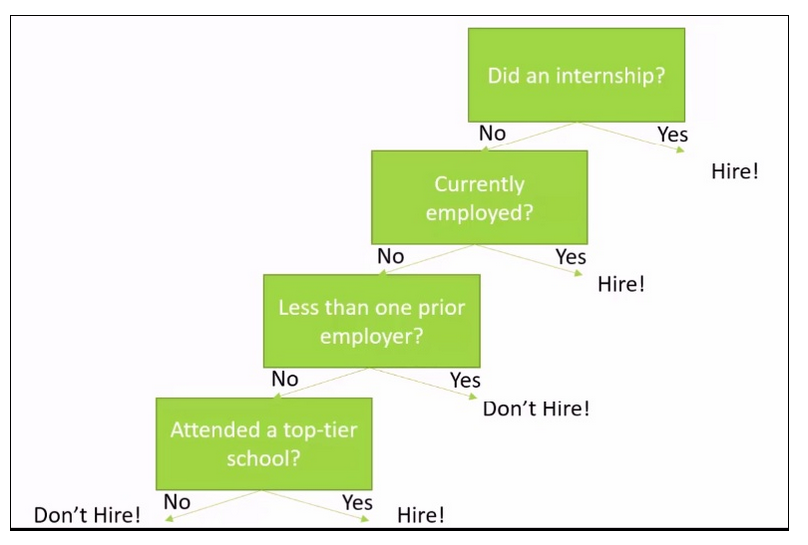 Did an internship?
No
Yes
Hire!
Currently
employed?
No
Yes
Hire!
Less than one prior
employer?
No
Yes
Don't Hire!
Attended a top-tier
school?
No
Yes
Don't Hire!
Hire!